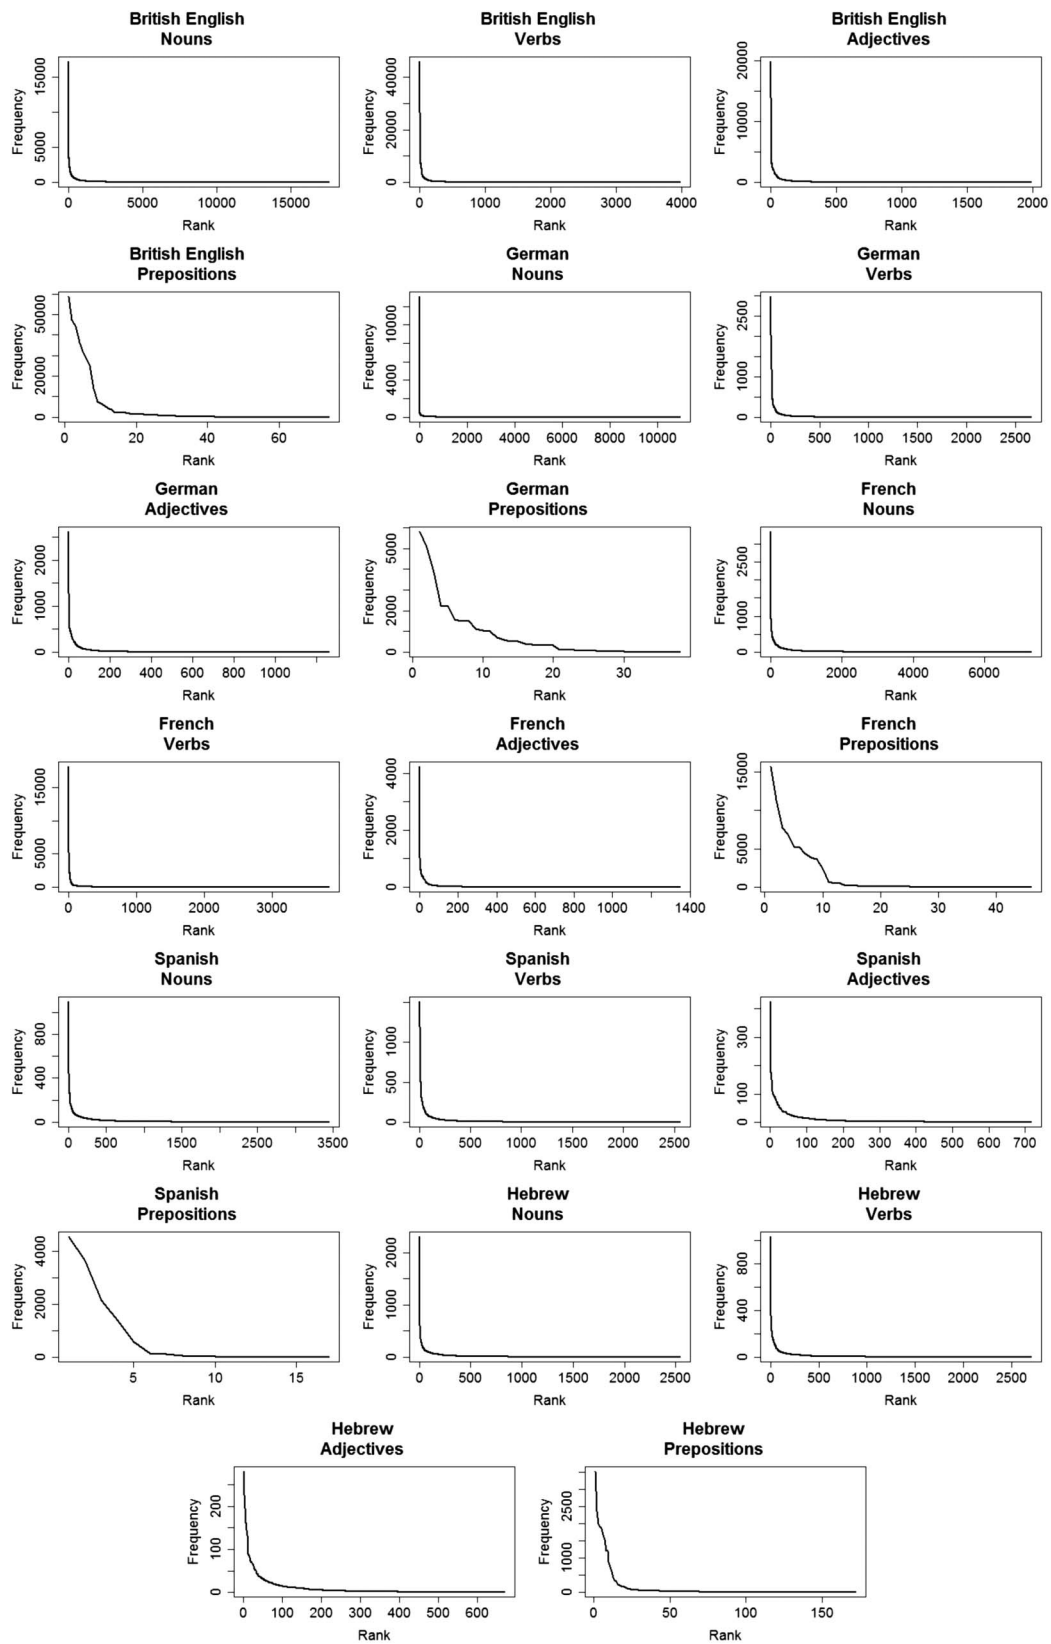 British English
Nouns
Frequency
0
5000
15000
0
5000
10000
15000
Rank
British English
Verbs
Frequency
0
20000
40000
0
1000
2000
3000
4000
Rank
British English
Adjectives
Frequency
0
10000
20000
0
500
1000
1500
2000
Rank
British English
Prepositions
Frequency
0
20000
50000
0
20
40
60
Rank
German
Nouns
Frequency
0
4000
10000
0
2000
4000
6000
8000
10000
Rank
German
Verbs
Frequency
0
1000
2500
0
500
1000
1500
2000
2500
Rank
German
Adjectives
Frequency
0
1000
2000
0
200
400
600
800
1000
Rank
German
Prepositions
Frequency
0
2000
5000
0
10
20
30
Rank
French
Nouns
Frequency
0
1000
2500
0
2000
4000
6000
Rank
French
Verbs
Frequency
0
5000
15000
0
1000
2000
3000
Rank
French
Adjectives
Frequency
0
2000
4000
0
200
400
600
800
1000
1400
Rank
French
Prepositions
Frequency
0
5000
15000
0
10
20
30
40
Rank
Spanish
Nouns
Frequency
0
400
800
0
500
1500
2500
3500
Rank
Spanish
Verbs
Frequency
0
500
1000
0
500
1000
1500
2000
2500
Rank
Spanish
Adjectives
Frequency
0
100
300
0
100
200
300
400
500
600
700
Rank
Spanish
Prepositions
Frequency
0
2000
4000
5
10
15
Rank
Hebrew
Nouns
Frequency
0
1000
2000
0
500
1000
1500
2000
2500
Rank
Hebrew
Verbs
Frequency
0
400
800
0
500
1000
1500
2000
2500
Rank
Hebrew
Adjectives
Frequency
0
100
200
0
100
200
300
400
500
600
Rank
Hebrew
Prepositions
Frequency
0
1000
2500
0
50
100
150
Rank